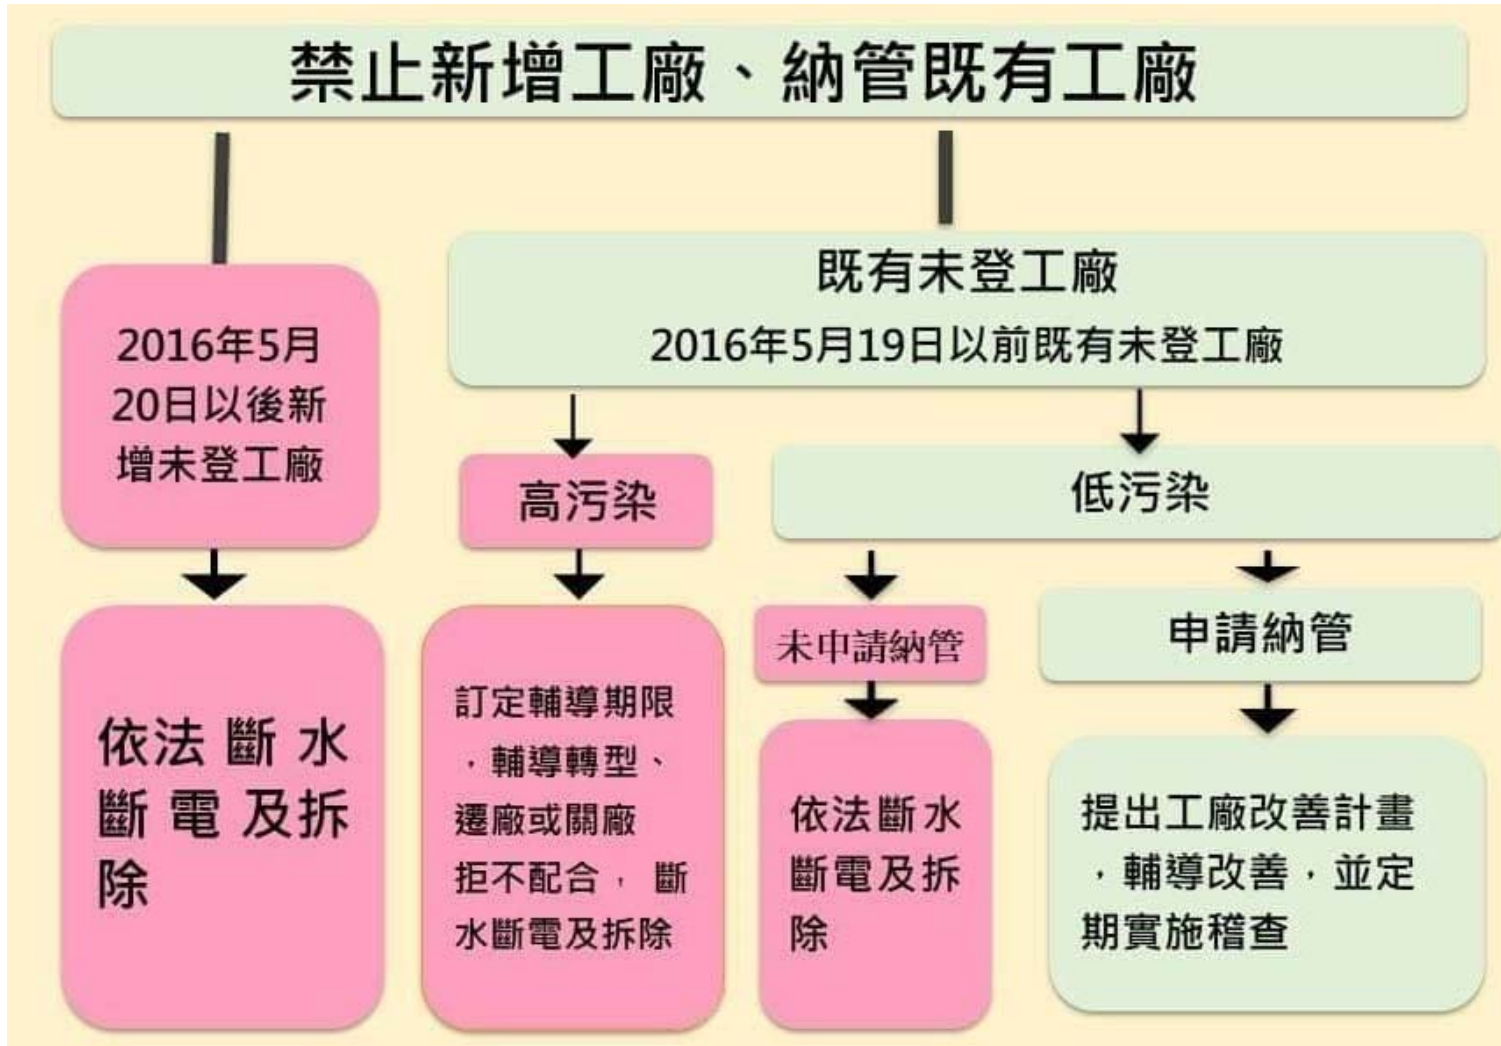 禁止新增工廠、納管既有工廠
2016年5月
20日以後新
增未登工廠
依法斷水
斷電及拆
除
既有未登工廠
2016年5月19日以前既有未登工廠
高污染
訂定輔導期限
，輔導轉型、
遷廠或關廠
拒不配合，斷
水斷電及拆除
低污染
未申請納管
依法斷水
斷電及拆
除
申請納管
提出工廠改善計畫
，輔導改善，並定
期實施稽查